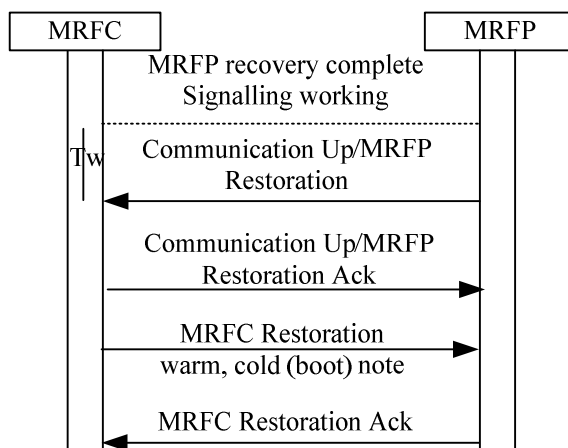 MRFC
MRFP
MRFP recovery complete
Signalling working
Tw
Communication Up/MRFP
Restoration
Communication Up/MRFP
Restoration Ack
MRFC Restoration
warm, cold (boot) note
MRFC Restoration Ack